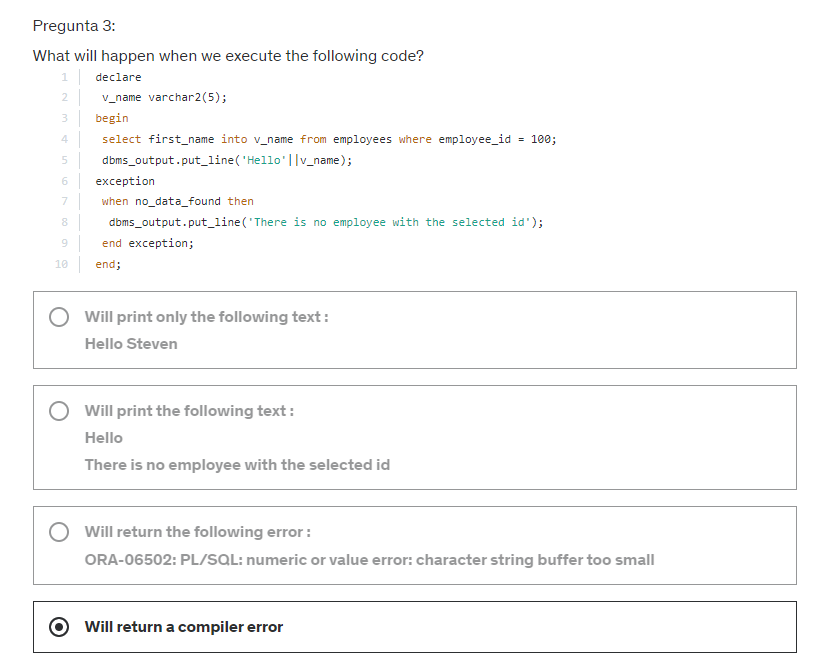 Pregunta 3:
What will happen when we execute the following code?
1 declare
2 v_name varchar2(5);
3 begin
4 select first_name into v_name from employees where employee_id = 100;
5 dbms_output.put_line('Hello'||v_name);
6 exception
7 when no_data_found then
8 dbms_output.put_line('There is no employee with the selected id');
9 end exception;
10 end;
Will print only the following text :
Hello Steven
Will print the following text :
Hello
There is no employee with the selected id
Will return the following error :
ORA-06502: PL/SQL: numeric or value error: character string buffer too small
Will return a compiler error